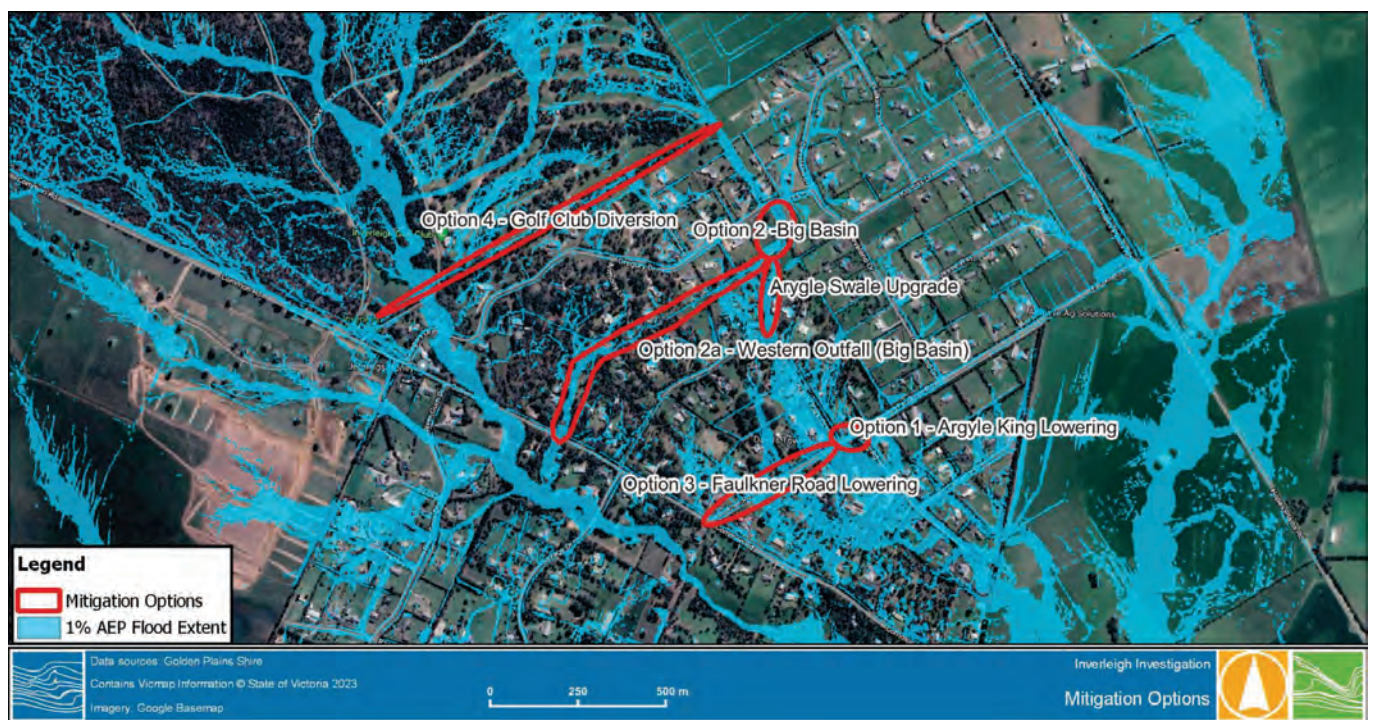 Option 4 - Golf Club Diversion
Option 2 -Big Basin
Arygle Swale Upgrade
Option 2a - Western Outfall (Big Basin)
Option 1 - Argyle King Lowering
Option 3 - Faulkner Road Lowering
Legend
Mitigation Options
1% AEP Flood Extent
Data sources: Golden Plains Shire
Contains Vicmap Information © State of Victoria 2023
Imagery: Google Basemap
0 250 500 m
Inverleigh Investigation
Mitigation Options